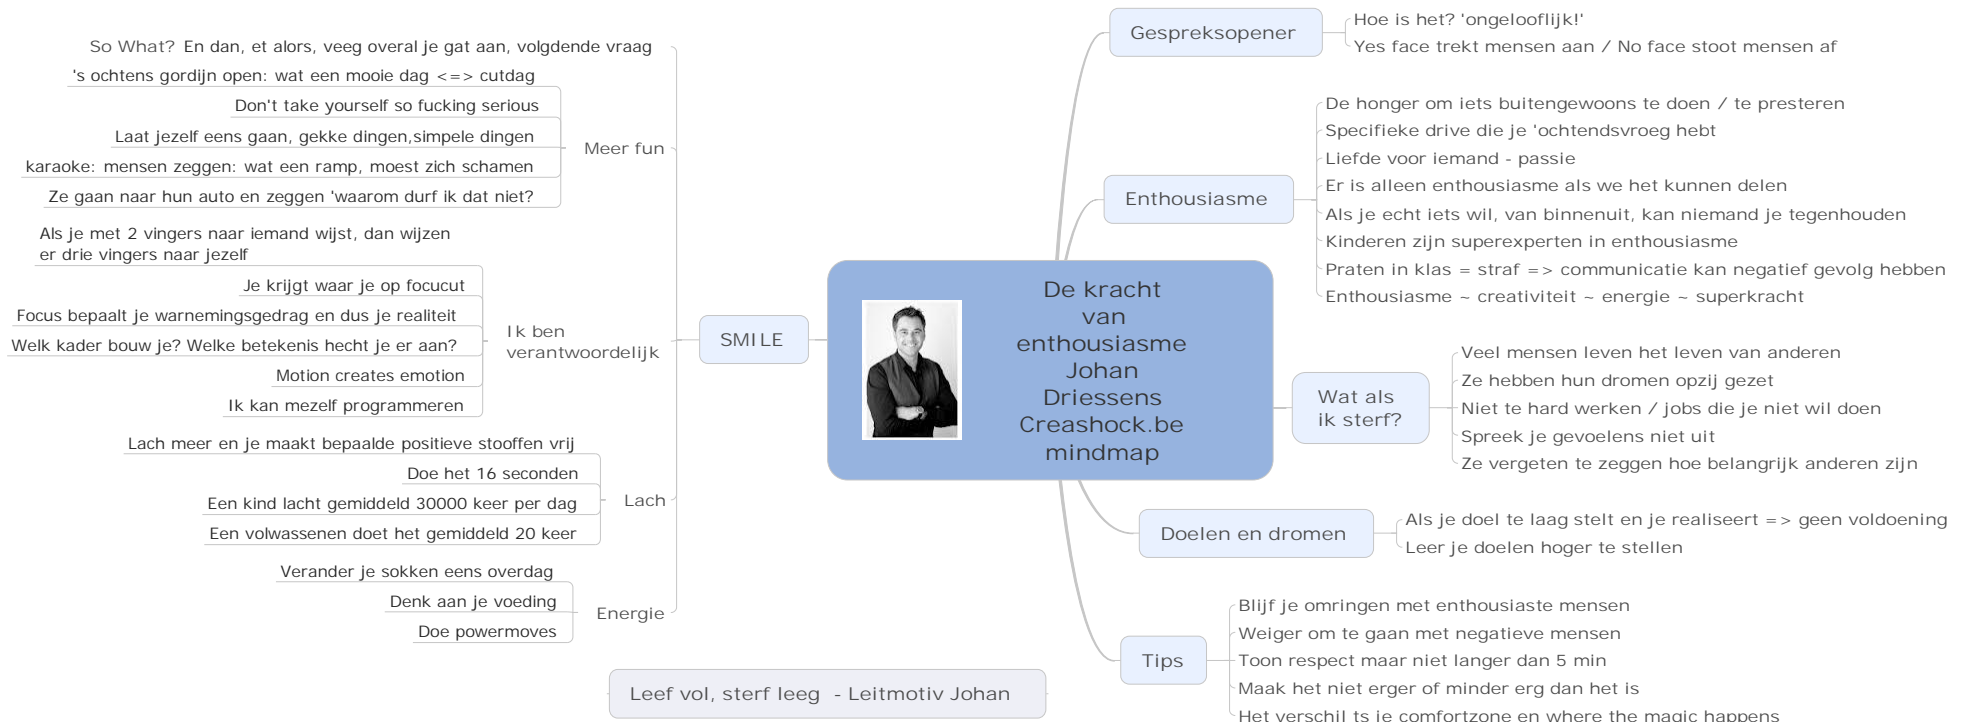 De kracht
van
enthousiasme
Johan
Driessens
Creashock.be
mindmap
Gespreksopener
Hoe is het? 'ongelooflijk!'
Yes face trekt mensen aan / No face stoot mensen af
Enthousiasme
De honger om iets buitengewoons te doen / te presteren
Specifieke drive die je 'ochtendsvroeg hebt
Liefde voor iemand - passie
Er is alleen enthousiasme als we het kunnen delen
Als je echt iets wil, van binnenuit, kan niemand je tegenhouden
Kinderen zijn superexperten in enthousiasme
Praten in klas = straf => communicatie kan negatief gevolg hebben
Enthousiasme ~ creativiteit ~ energie ~ superkracht
Wat als
ik sterf?
Veel mensen leven het leven van anderen
Ze hebben hun dromen opzij gezet
Niet te hard werken / jobs die je niet wil doen
Spreek je gevoelens niet uit
Ze vergeten te zeggen hoe belangrijk anderen zijn
Doelen en dromen
Als je doel te laag stelt en je realiseert => geen voldoening
Leer je doelen hoger te stellen
Tips
Blijf je omringen met enthousiaste mensen
Weiger om te gaan met negatieve mensen
Toon respect maar niet langer dan 5 min
Maak het niet erger of minder erg dan het is
Het verschil ts je comfortzone en where the magic happens
SMILE
So What? En dan, et alors, veeg overal je gat aan, volgdende vraag
Meer fun
's ochtens gordijn open: wat een mooie dag <=> cutdag
Don't take yourself so fucking serious
Laat jezelf eens gaan, gekke dingen,simpele dingen
karaoke: mensen zeggen: wat een ramp, moest zich schamen
Ze gaan naar hun auto en zeggen 'waarom durf ik dat niet?
Ik ben
verantwoordelijk
Als je met 2 vingers naar iemand wijst, dan wijzen
er drie vingers naar jezelf
Je krijgt waar je op focucut
Focus bepaalt je warnemingsgedrag en dus je realiteit
Welk kader bouw je? Welke betekenis hecht je er aan?
Motion creates emotion
Ik kan mezelf programmeren
Lach
Lach meer en je maakt bepaalde positieve stooffen vrij
Doe het 16 seconden
Een kind lacht gemiddeld 30000 keer per dag
Een volwassenen doet het gemiddeld 20 keer
Energie
Verander je sokken eens overdag
Denk aan je voeding
Doe powermoves
Leef vol, sterf leeg - Leitmotiv Johan